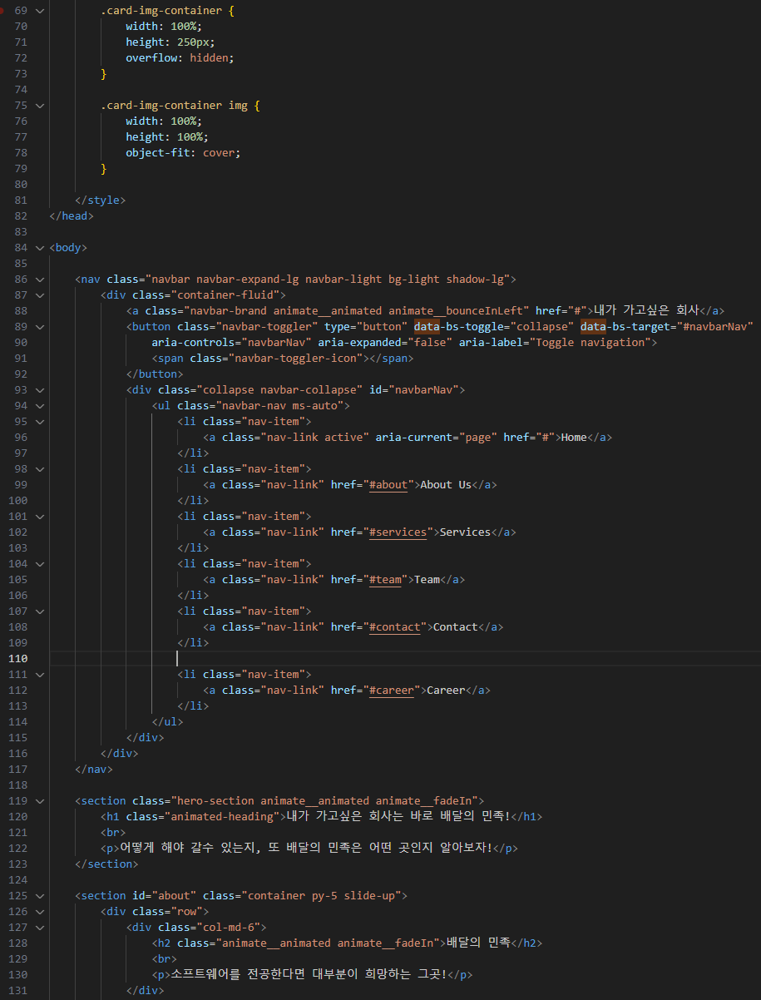 69 .card-img-container {
70 width: 100%;
71 height: 250px;
72 overflow: hidden;
73 }
74
75 .card-img-container img {
76 width: 100%;
77 height: 100%;
78 object-fit: cover;
79 }
80
81 </style>
82 </head>
83
84 <body>
85
86 <nav class="navbar navbar-expand-lg navbar-light bg-light shadow-lg">
87 <div class="container-fluid">
88 <a class="navbar-brand animate__animated animate__bounceInLeft" href="#">내가 가고싶은 회사</a>
89 <button class="navbar-toggler" type="button" data-bs-toggle="collapse" data-bs-target="#navbarNav"
90 aria-controls="navbarNav" aria-expanded="false" aria-label="Toggle navigation">
91 <span class="navbar-toggler-icon"></span>
92 </button>
93 <div class="collapse navbar-collapse" id="navbarNav">
94 <ul class="navbar-nav ms-auto">
95 <li class="nav-item">
96 <a class="nav-link active" aria-current="page" href="#">Home</a>
97 </li>
98 <li class="nav-item">
99 <a class="nav-link" href="#about">About Us</a>
100 </li>
101 <li class="nav-item">
102 <a class="nav-link" href="#services">Services</a>
103 </li>
104 <li class="nav-item">
105 <a class="nav-link" href="#team">Team</a>
106 </li>
107 <li class="nav-item">
108 <a class="nav-link" href="#contact">Contact</a>
109 </li>
110
111 <li class="nav-item">
112 <a class="nav-link" href="#career">Career</a>
113 </li>
114 </ul>
115 </div>
116 </div>
117 </nav>
118
119 <section class="hero-section animate__animated animate__fadeIn">
120 <h1 class="animated-heading">내가 가고싶은 회사는 바로 배달의 민족!</h1>
121 <br>
122 <p>어떻게 해야 갈수 있는지, 또 배달의 민족은 어떤 곳인지 알아보자!</p>
123 </section>
124
125 <section id="about" class="container py-5 slide-up">
126 <div class="row">
127 <div class="col-md-6">
128 <h2 class="animate__animated animate__fadeIn">배달의 민족</h2>
129 <br>
130 <p>소프트웨어를 전공한다면 대부분이 희망하는 그곳!</p>
131 </div>